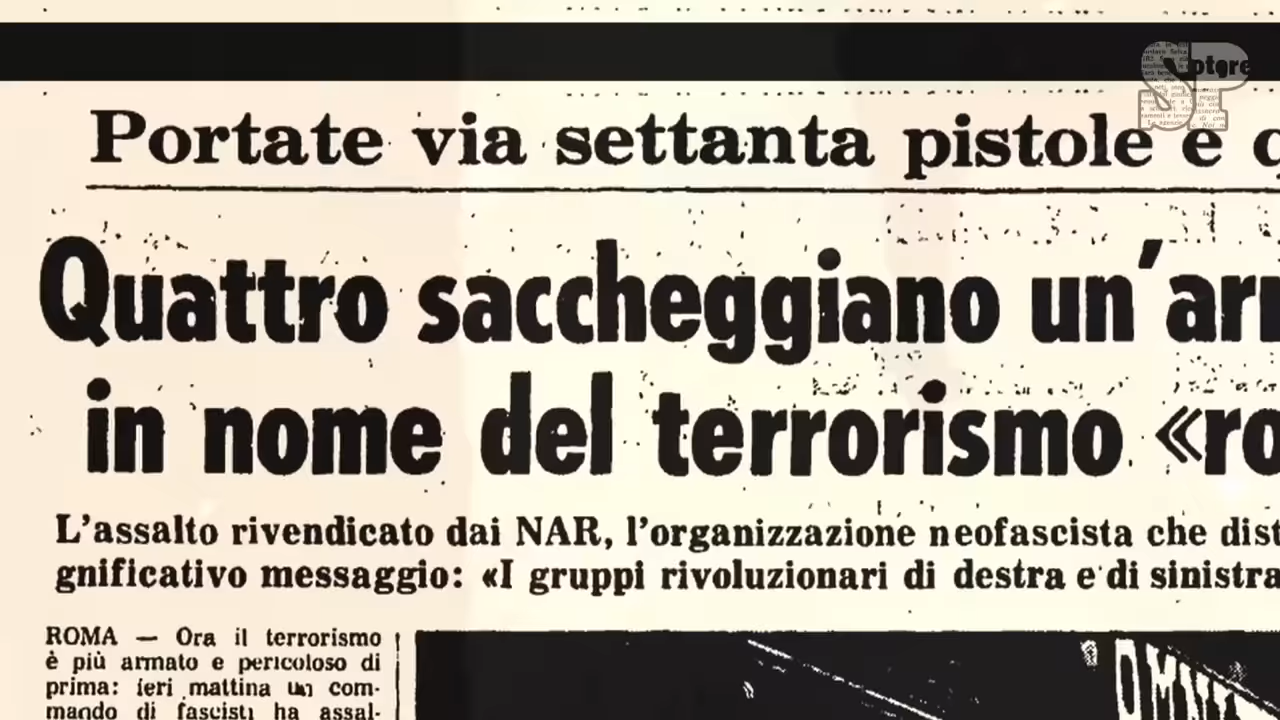 Portate via settanta pistole e
Quattro saccheggiano un'ar
in nome del terrorismo «ro
L'assalto rivendicato dai NAR, l'organizzazione neofascista che dist
gnificativo messaggio: «I gruppi rivoluzionari di destra e di sinistra
ROMA — Ora il terrorismo
è più armato e pericoloso di
prima: ieri mattina un com-
mando di fascisti ha assal-